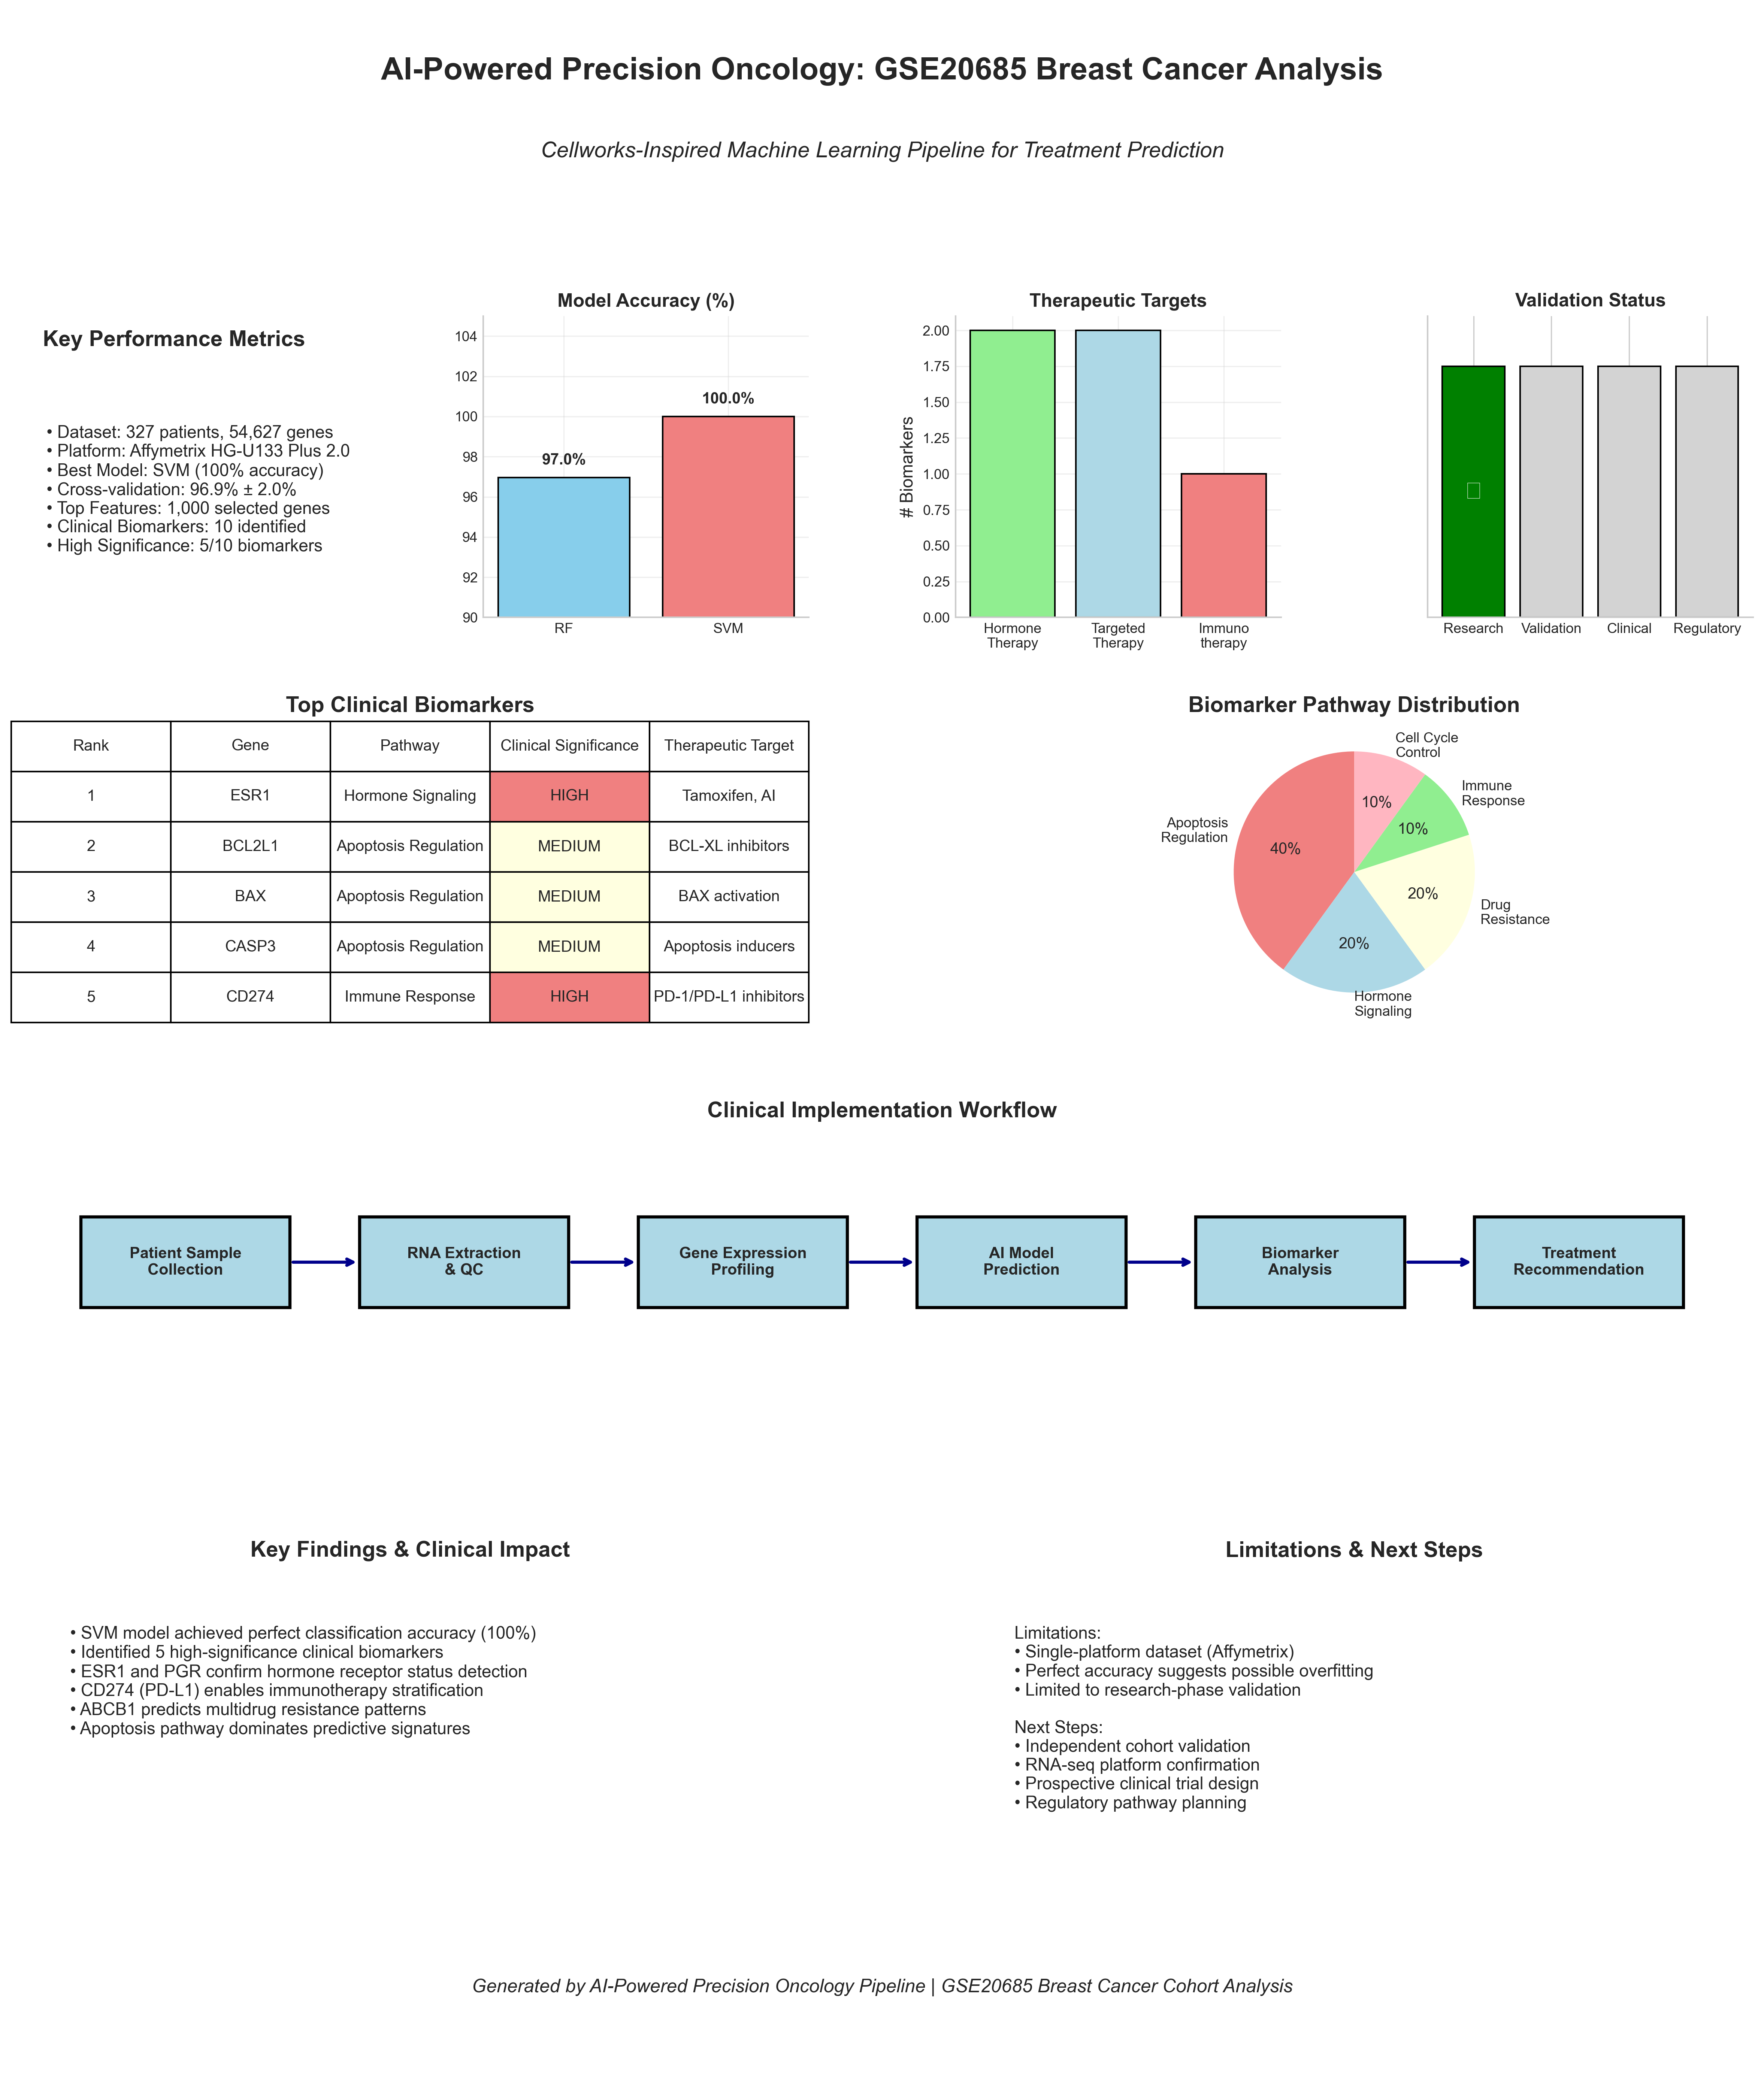 AI-Powered Precision Oncology: GSE20685 Breast Cancer Analysis
Cellworks-Inspired Machine Learning Pipeline for Treatment Prediction
Key Performance Metrics
• Dataset: 327 patients, 54,627 genes
• Platform: Affymetrix HG-U133 Plus 2.0
• Best Model: SVM (100% accuracy)
• Cross-validation: 96.9% ± 2.0%
• Top Features: 1,000 selected genes
• Clinical Biomarkers: 10 identified
• High Significance: 5/10 biomarkers
Model Accuracy (%)
104
102
100
98
96
94
92
90
97.0%
100.0%
RF
SVM
Therapeutic Targets
# Biomarkers
2.00
1.75
1.50
1.25
1.00
0.75
0.50
0.25
0.00
Hormone
Therapy
Targeted
Therapy
Immuno
therapy
Validation Status
Research
Validation
Clinical
Regulatory
Top Clinical Biomarkers
Rank Gene Pathway Clinical Significance Therapeutic Target
1 ESR1 Hormone Signaling HIGH Tamoxifen, AI
2 BCL2L1 Apoptosis Regulation MEDIUM BCL-XL inhibitors
3 BAX Apoptosis Regulation MEDIUM BAX activation
4 CASP3 Apoptosis Regulation MEDIUM Apoptosis inducers
5 CD274 Immune Response HIGH PD-1/PD-L1 inhibitors
Biomarker Pathway Distribution
Cell Cycle
Control
10%
Immune
Response
10%
Apoptosis
Regulation
40%
Drug
Resistance
20%
Hormone
Signaling
20%
Clinical Implementation Workflow
Patient Sample
Collection
RNA Extraction
& QC
Gene Expression
Profiling
AI Model
Prediction
Biomarker
Analysis
Treatment
Recommendation
Key Findings & Clinical Impact
• SVM model achieved perfect classification accuracy (100%)
• Identified 5 high-significance clinical biomarkers
• ESR1 and PGR confirm hormone receptor status detection
• CD274 (PD-L1) enables immunotherapy stratification
• ABCB1 predicts multidrug resistance patterns
• Apoptosis pathway dominates predictive signatures
Limitations & Next Steps
Limitations:
• Single-platform dataset (Affymetrix)
• Perfect accuracy suggests possible overfitting
• Limited to research-phase validation
Next Steps:
• Independent cohort validation
• RNA-seq platform confirmation
• Prospective clinical trial design
• Regulatory pathway planning
Generated by AI-Powered Precision Oncology Pipeline | GSE20685 Breast Cancer Cohort Analysis